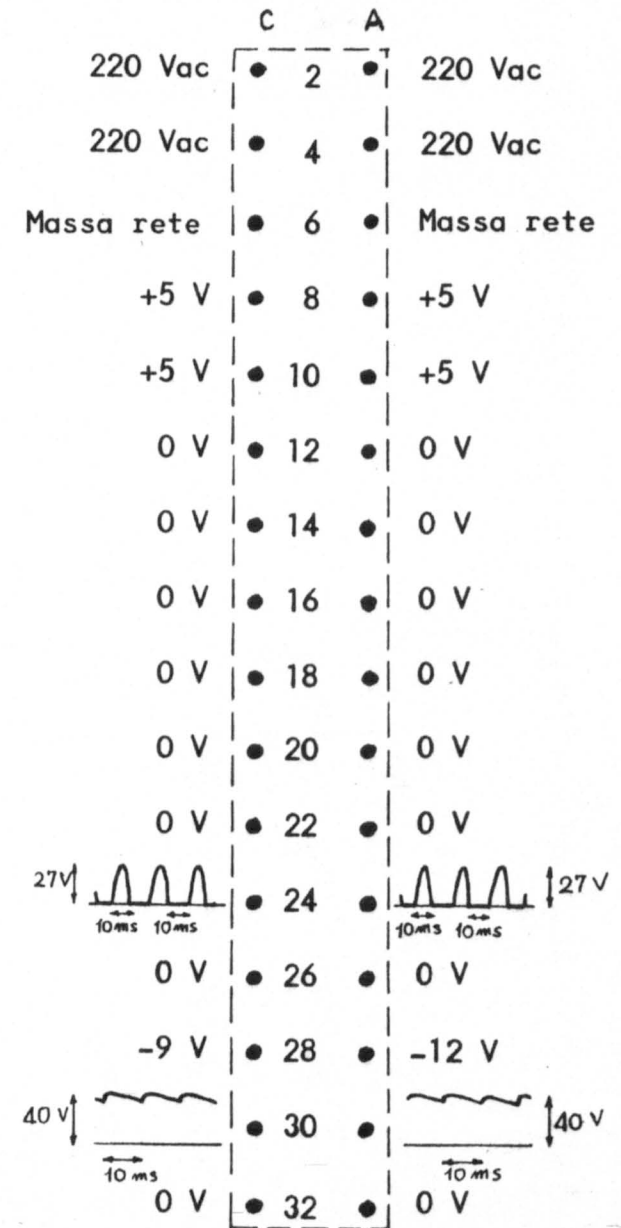 C A
220 Vac 2 220 Vac
220 Vac 4 220 Vac
Massa rete 6 Massa rete
+5 V 8 +5 V
+5 V 10 +5 V
0 V 12 0 V
0 V 14 0 V
0 V 16 0 V
0 V 18 0 V
0 V 20 0 V
0 V 22 0 V
27V 24 27V
10ms 10ms 10ms 10ms
0 V 26 0 V
-9 V 28 -12 V
40 V 30 40 V
10 ms 10 ms
0 V 32 0 V